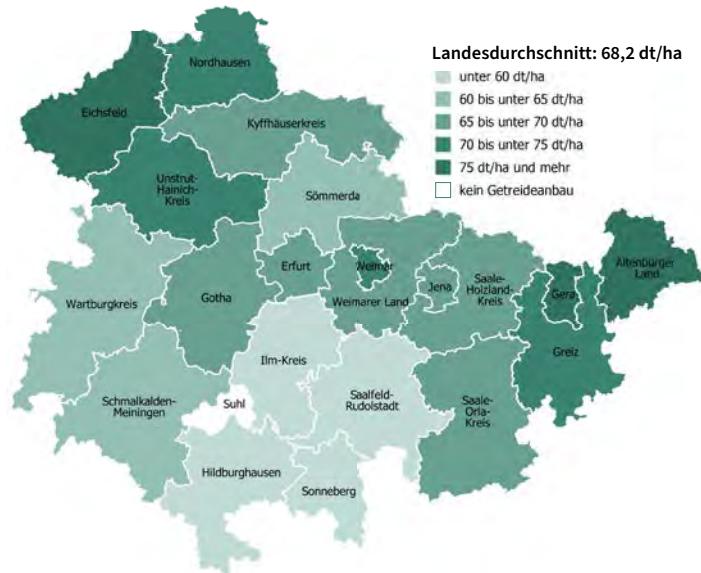 Landesdurchschnitt: 68,2 dt/ha
unter 60 dt/ha
60 bis unter 65 dt/ha
65 bis unter 70 dt/ha
70 bis unter 75 dt/ha
75 dt/ha und mehr
kein Getreideanbau
Nordhausen
Eichsfeld
Kyffhäuserkreis
Unstrut-
Hainich-
Kreis
Sömmerda
Wartburgkreis
Gotha
Erfurt
Weimar
Weimarer Land
Jena
Saale-
Holzland-
Kreis
Gera
Altenburger
Land
Greiz
Ilm-Kreis
Schmalkalden-
Meiningen
Suhl
Saalfeld-
Rudolstadt
Saale-
Orla-
Kreis
Hildburghausen
Sonneberg